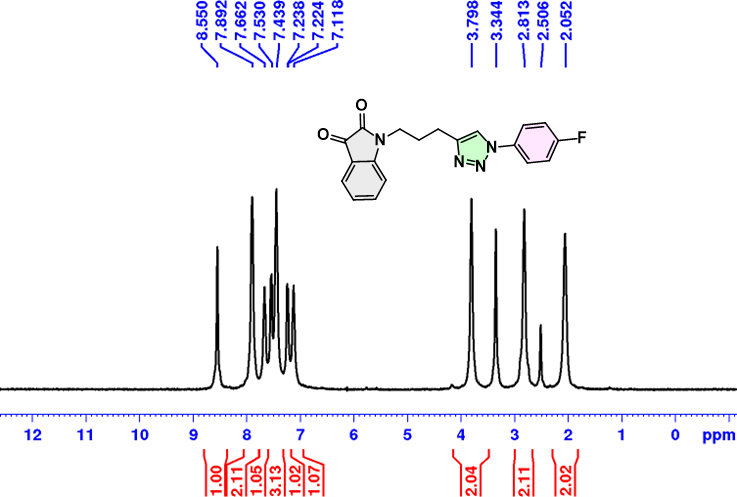 8.550
7.892
7.662
7.530
7.439
7.238
7.224
7.118
3.798
3.344
2.813
2.506
2.052
O
O
N
N
N
N
F
12 11 10 9 8 7 6 5 4 3 2 1 0 ppm
1.00
2.11
1.05
3.13
1.02
1.07
2.04
2.11
2.02